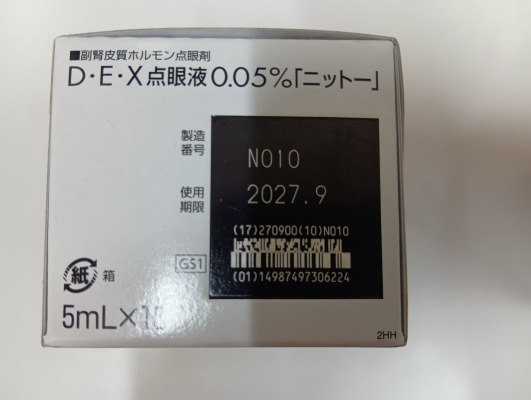 ■副腎皮質ホルモン点眼剤
D・E・X点眼液0.05%「ニットー」
製造
番号
N010
使用
期限
2027.9
(17)270900(10)N010
GS1
(01)14987497306224
紙
箱
5mL×
2HH